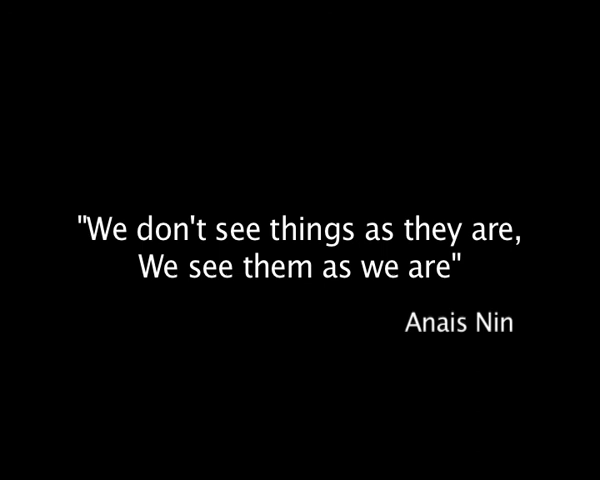 "We don't see things as they are,
We see them as we are"
Anais Nin